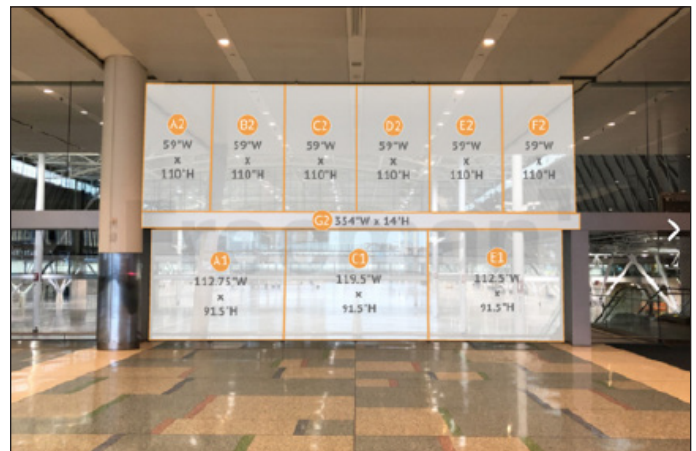 A2 B2 C2 D2 E2 F2
59"W 59"W 59"W 59"W 59"W 59"W
x x x x x x
110"H 110"H 110"H 110"H 110"H 110"H
G2 354"W x 14"H
A1 C1 E1
112.75"W 119.5"W 112.5"W
x x x
91.5"H 91.5"H 91.5"H